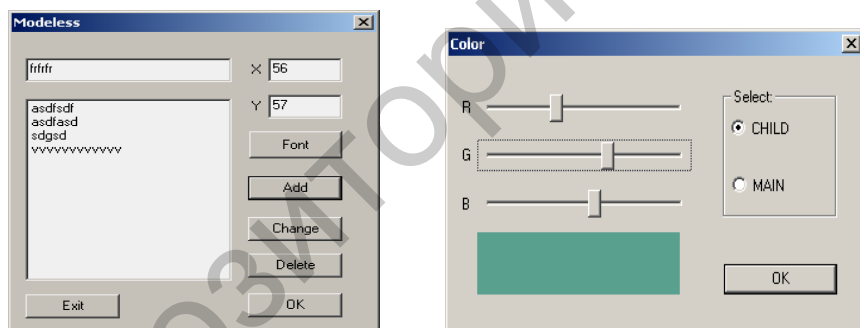 Modeless
frfrfr
X 56
asdfsdf
asdfasd
sdgsd
vvvvvvvvvvvv
Y 57
Font
Add
Change
Delete
Exit
OK
Color
R
G
B
Select:
CHILD
MAIN
OK
озитори